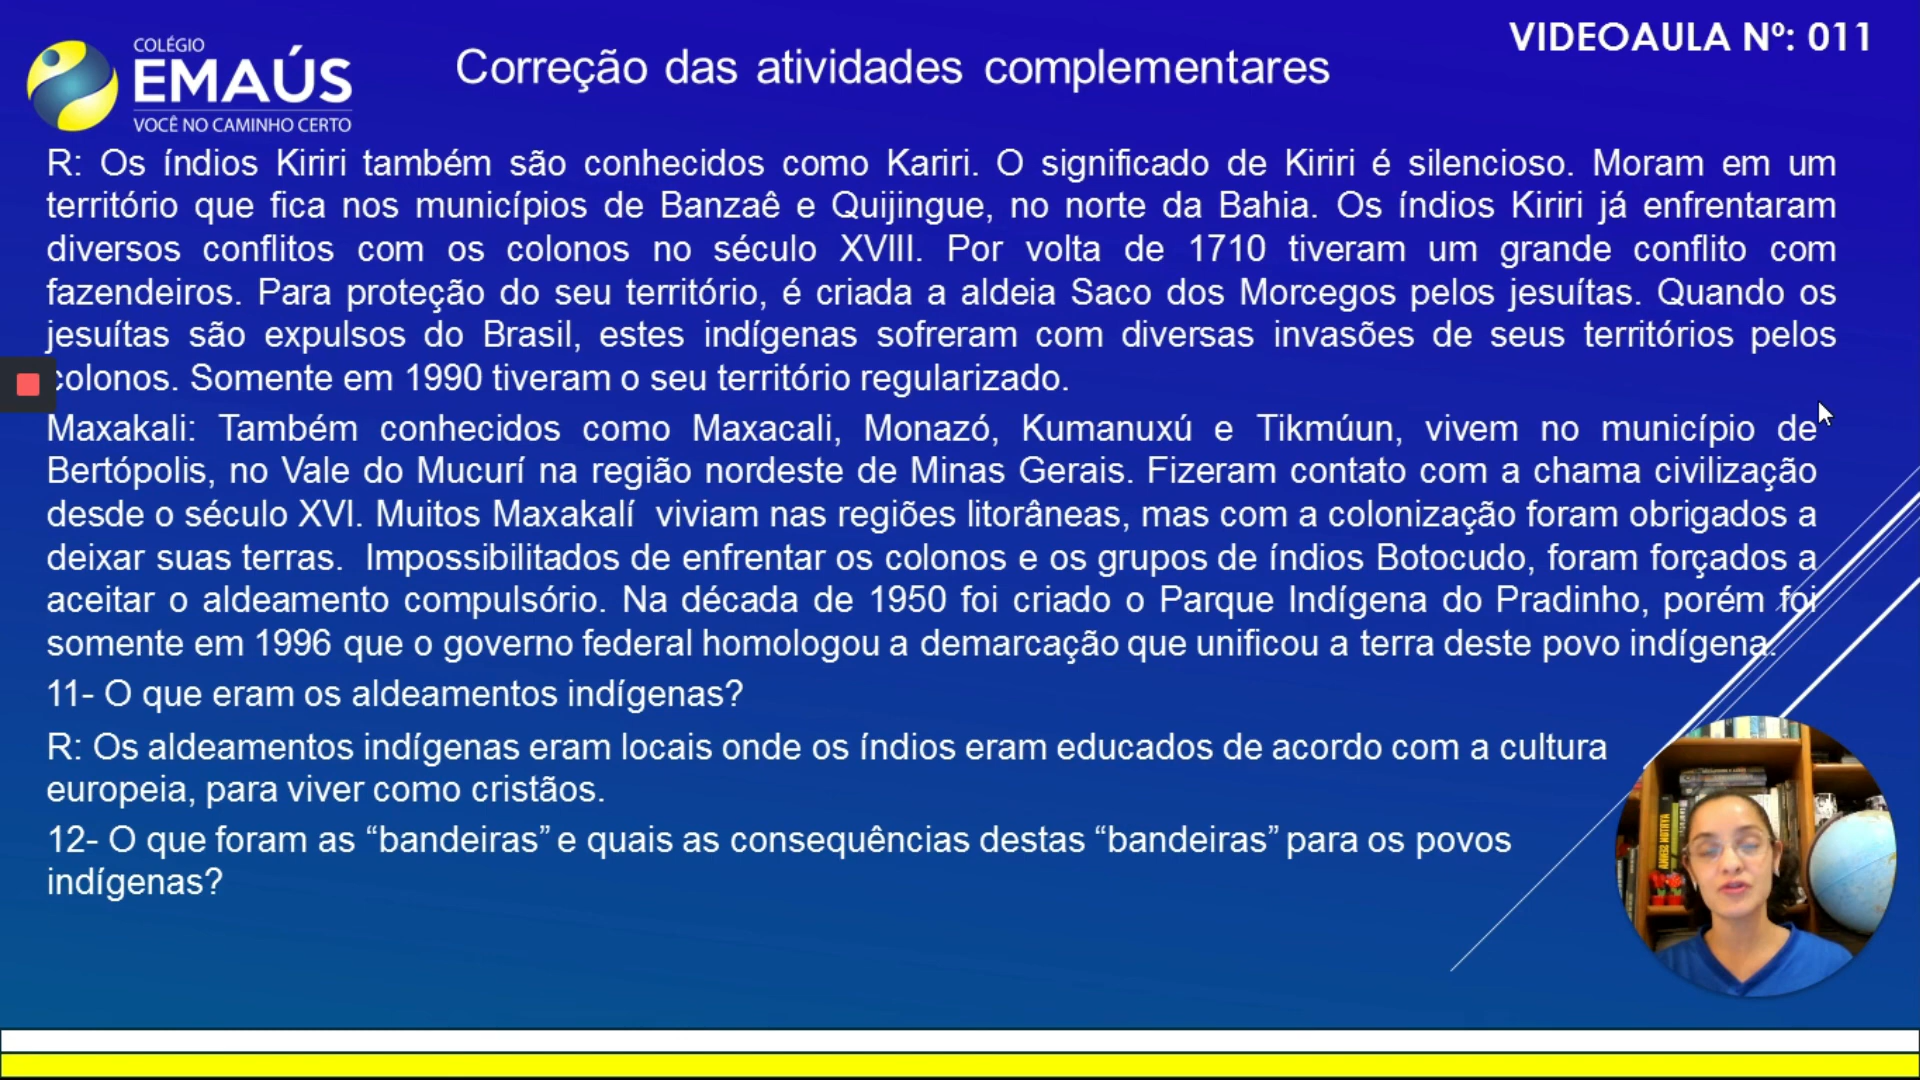 COLÉGIO
EMAÚS
VOCÊ NO CAMINHO CERTO
Correção das atividades complementares
VIDEOAULA Nº: 011
R: Os índios Kiriri também são conhecidos como Kariri. O significado de Kiriri é silencioso. Moram em um
território que fica nos municípios de Banzaê e Quijingue, no norte da Bahia. Os índios Kiriri já enfrentaram
diversos conflitos com os colonos no século XVIII. Por volta de 1710 tiveram um grande conflito com
fazendeiros. Para proteção do seu território, é criada a aldeia Saco dos Morcegos pelos jesuítas. Quando os
jesuítas são expulsos do Brasil, estes indígenas sofreram com diversas invasões de seus territórios pelos
colonos. Somente em 1990 tiveram o seu território regularizado.
Maxakali: Também conhecidos como Maxacali, Monazó, Kumanuxú e Tikmúun, vivem no município de
Bertópolis, no Vale do Mucurí na região nordeste de Minas Gerais. Fizeram contato com a chama civilização
desde o século XVI. Muitos Maxakalí viviam nas regiões litorâneas, mas com a colonização foram obrigados a
deixar suas terras. Impossibilitados de enfrentar os colonos e os grupos de índios Botocudo, foram forçados a
aceitar o aldeamento compulsório. Na década de 1950 foi criado o Parque Indígena do Pradinho, porém foi
somente em 1996 que o governo federal homologou a demarcação que unificou a terra deste povo indígena.
11- O que eram os aldeamentos indígenas?
R: Os aldeamentos indígenas eram locais onde os índios eram educados de acordo com a cultura
europeia, para viver como cristãos.
12- O que foram as “bandeiras” e quais as consequências destas “bandeiras” para os povos
indígenas?